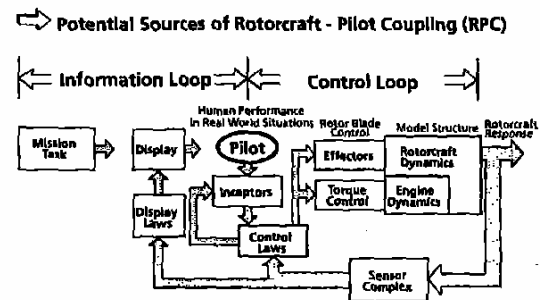 Potential Sources of Rotorcraft - Pilot Coupling (RPC)
Information Loop
Control Loop
Human Performance
in Real World Situations
Rotor Blade
Control
Model Structure
Rotorcraft
Response
Mission
Task
Display
Pilot
Effectors
Rotorcraft
Dynamics
Inceptors
Torque
Control
Engine
Dynamics
Display
Laws
Control
Laws
Sensor
Complex